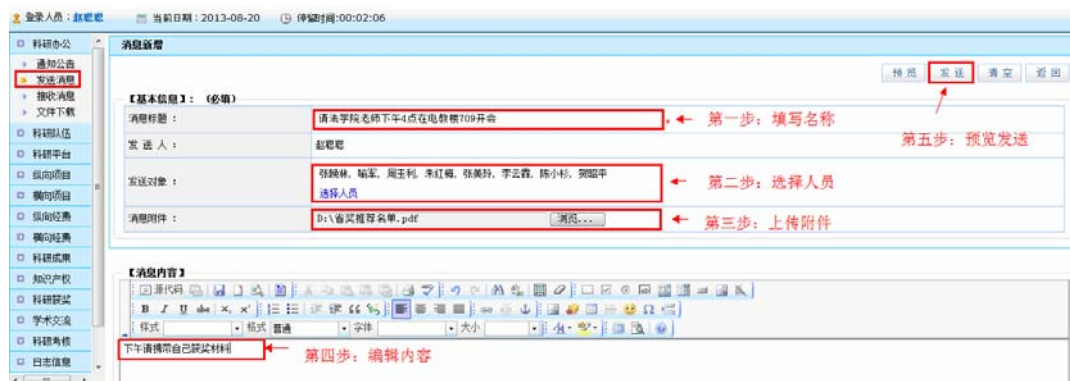 登录人员：赵聪聪 当前日期：2013-08-20 停留时间:00:02:06
科研办公
通知公告
发送消息
接收消息
文件下载
科研队伍
科研平台
纵向项目
横向项目
纵向经费
横向经费
科研成果
知识产权
科研获奖
学术交流
科研考核
日志信息
消息新增
预览 发送 清空 返回
第五步：预览发送
【基本信息】：（必填）
消息标题： 请法学院老师下午4点在电教楼709开会 * 第一步：填写名称
发送人： 赵聪聪
发送对象： 张晓林, 喻军, 周玉利, 朱红梅, 张美玲, 李云霞, 陈小杉, 贺昭平
选择人员 第二步：选择人员
消息附件： D:\省奖推荐名单.pdf 浏览... 第三步：上传附件
【消息内容】
源代码
B I U abc x₂ x²
样式 格式 普通 字体 大小
下午请携带自己获奖材料 第四步：编辑内容